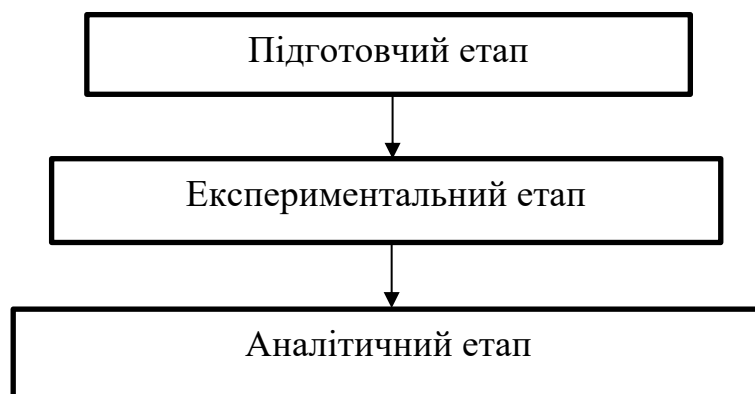 Підготовчий етап
Експериментальний етап
Аналітичний етап